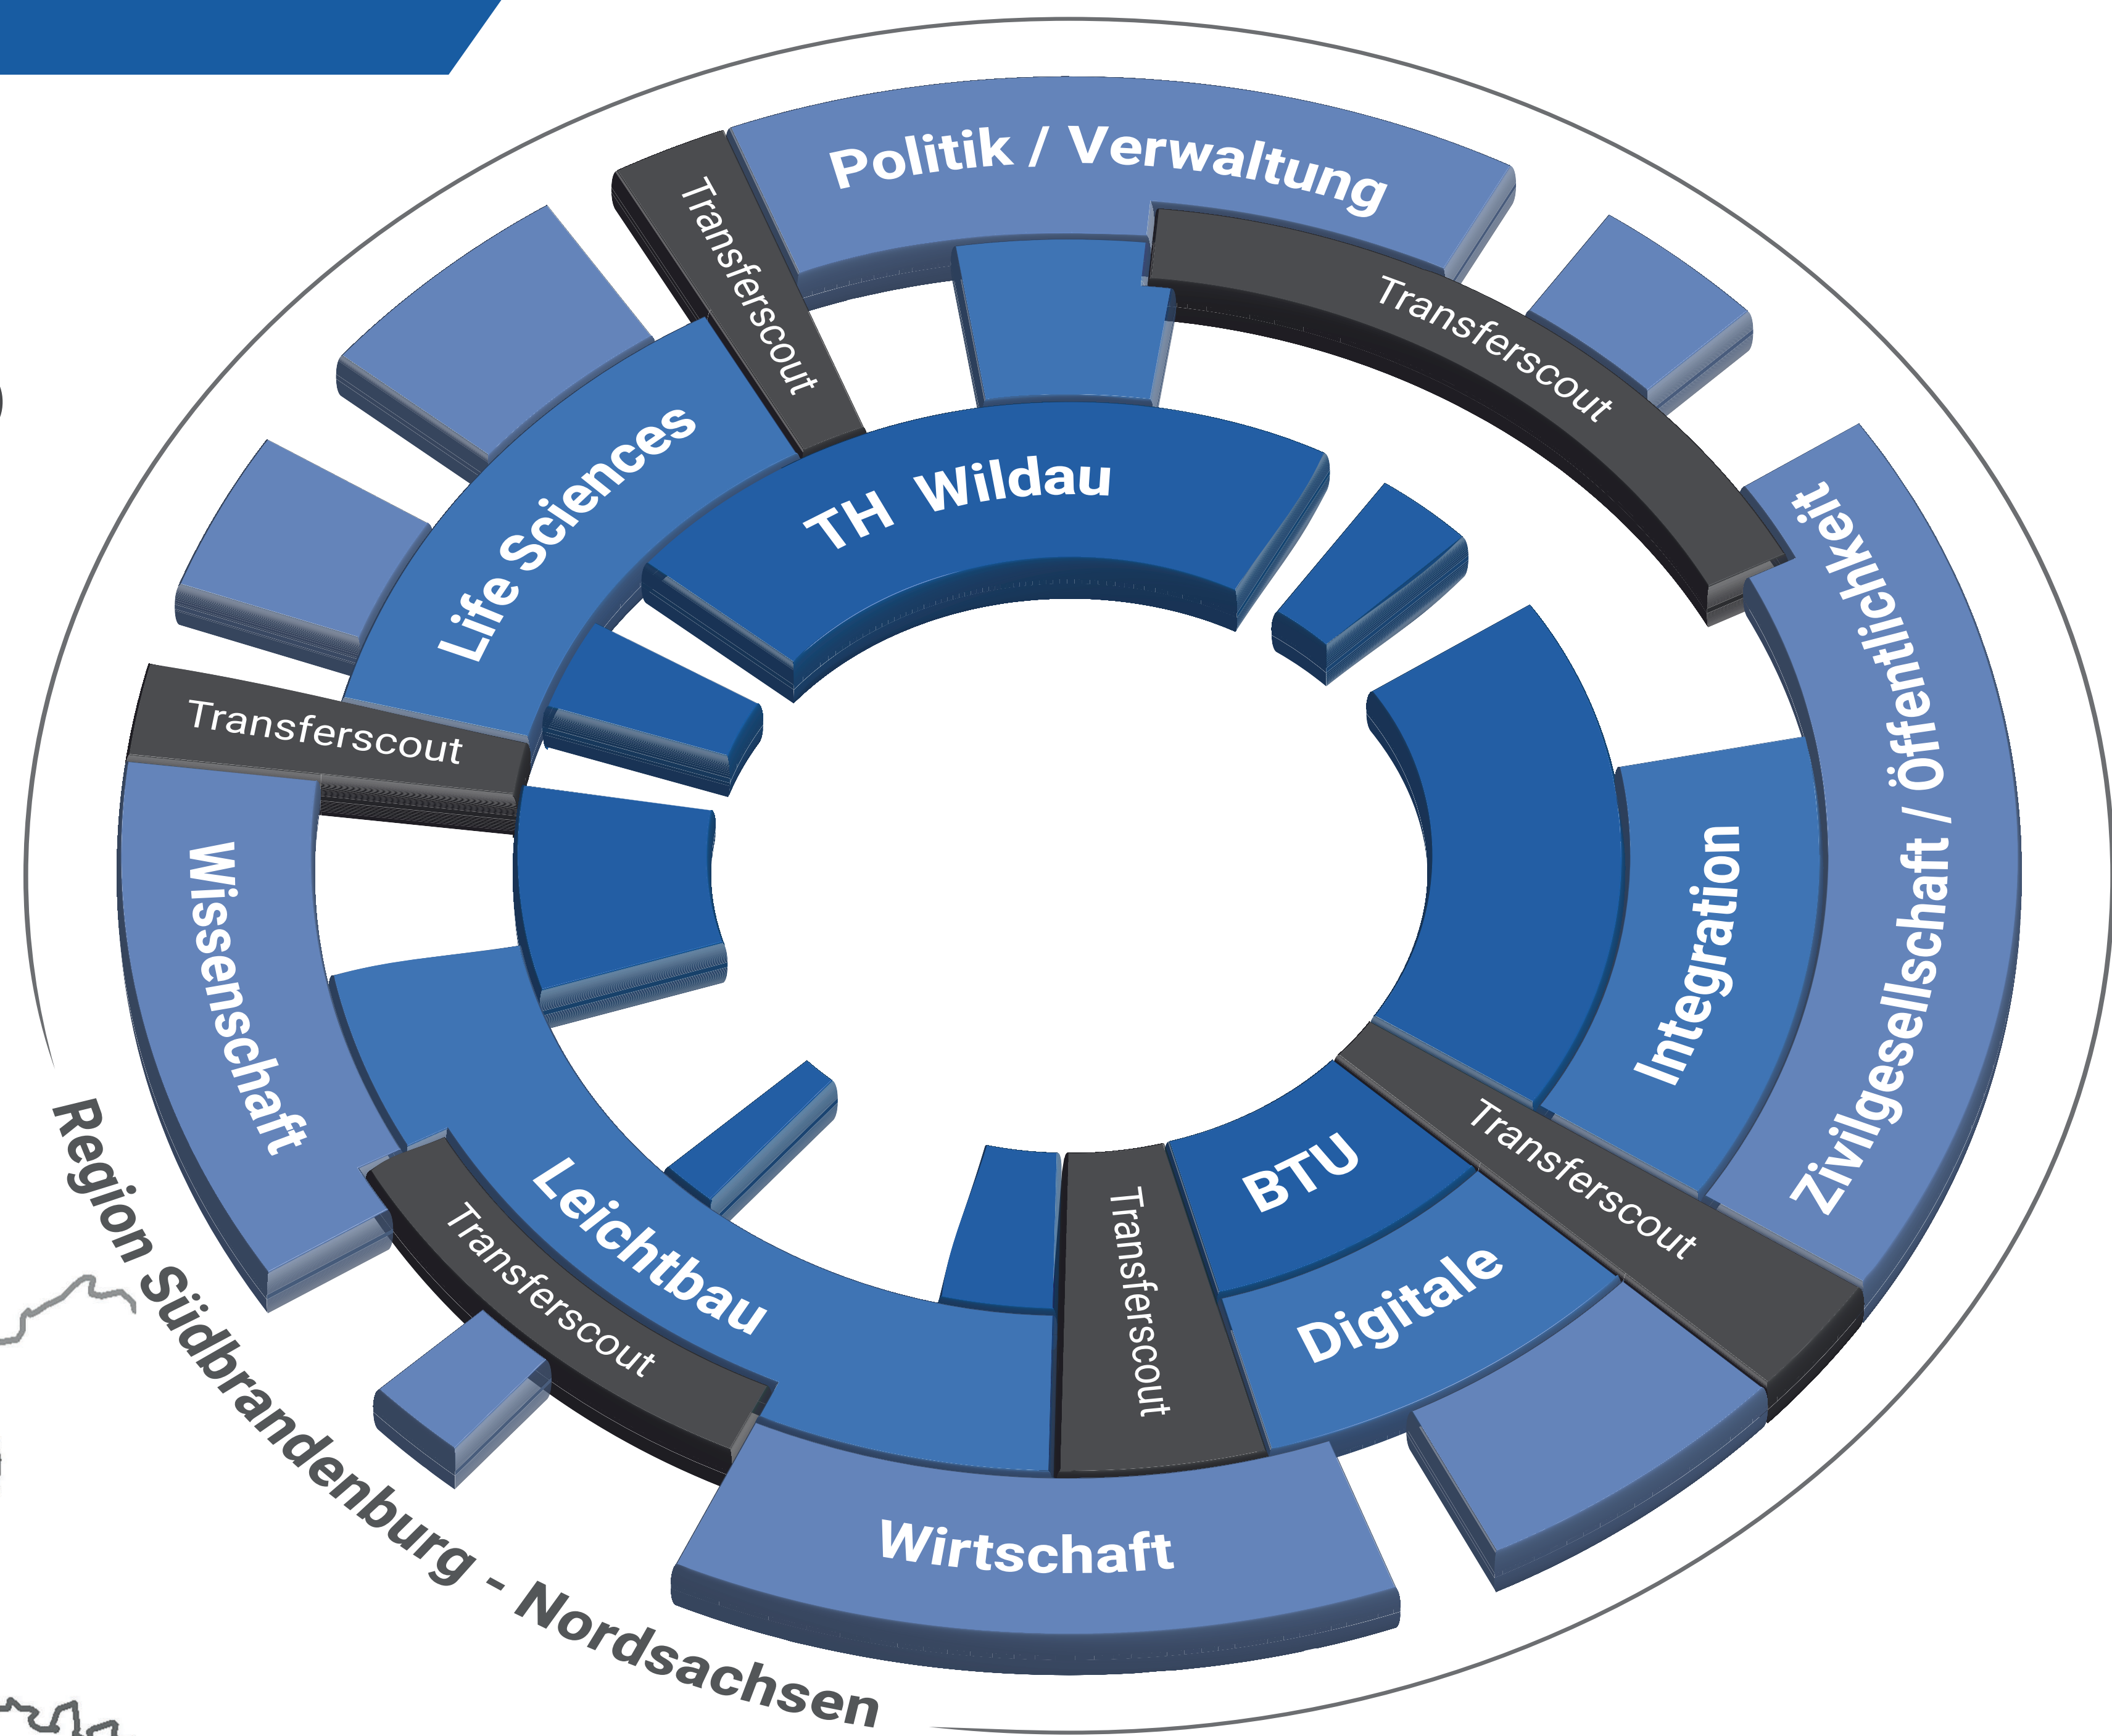 Politik / Verwaltung
Transferscout
Transferscout
Life Sciences
TH Wildau
Transferscout
Zivilgesellschaft / Öffentlichkeit
Integration
Wissenschaft
BTU
Transferscout
Digitale
Transferscout
Leichtbau
Transferscout
Wirtschaft
Region Südbrandenburg - Nordsachsen